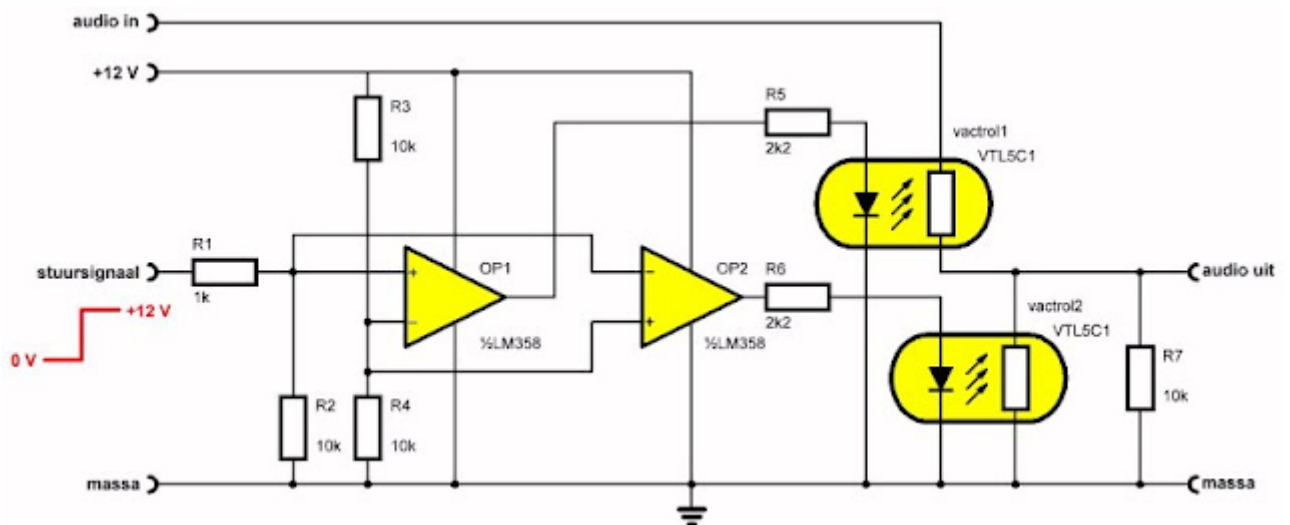 audio in
+12 V
R3
10k
R5
2k2
vactrol1
VTL5C1
R1
stuursignaal
1k
+
−
OP1
½LM358
−
+
OP2
½LM358
R6
2k2
audio uit
vactrol2
VTL5C1
+12 V
0 V
R2
10k
R4
10k
R7
10k
massa
massa